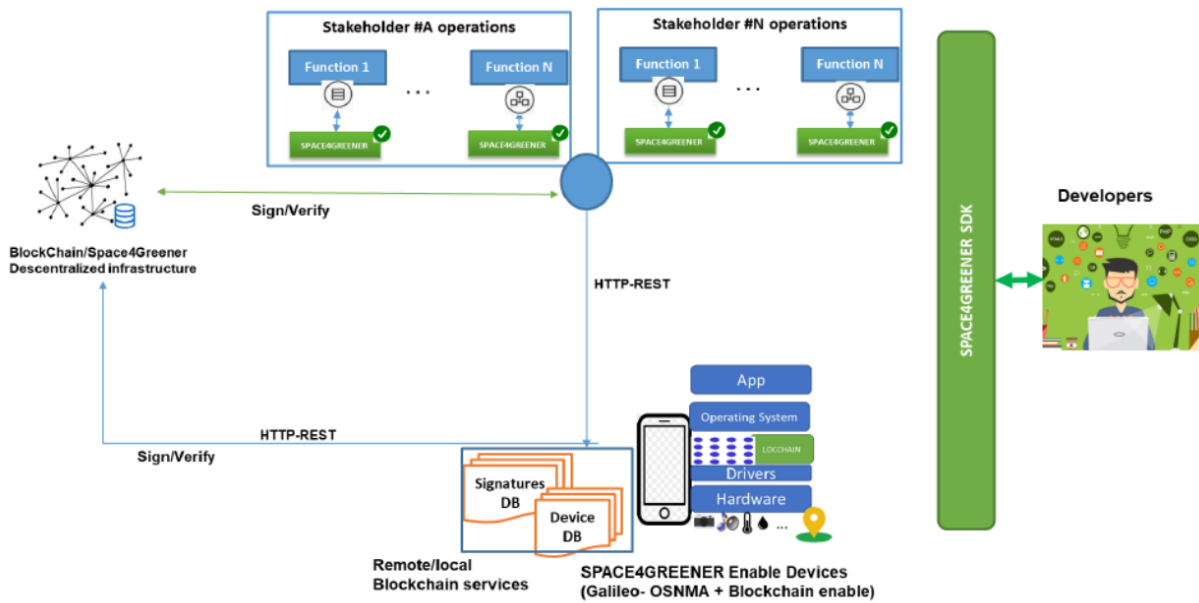 Stakeholder #A operations
Function 1
Function N
...
SPACE4GREENER
SPACE4GREENER
Stakeholder #N operations
Function 1
Function N
...
SPACE4GREENER
SPACE4GREENER
Sign/Verify
BlockChain/Space4Greener
Descentralized infrastructure
HTTP-REST
SPACE4GREENER SDK
Developers
HTTP-REST
Sign/Verify
Signatures
DB
Device
DB
Remote/local
Blockchain services
App
Operating System
LOCCHAIN
Drivers
Hardware
...
SPACE4GREENER Enable Devices
(Galileo- OSNMA + Blockchain enable)